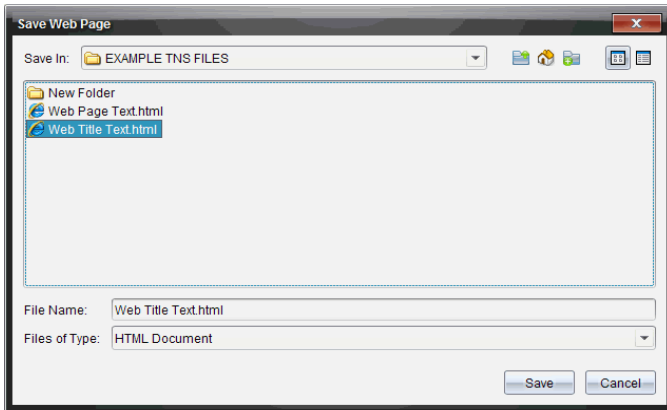 Save Web Page
Save In: EXAMPLE TNS FILES
New Folder
Web Page Text.html
Web Title Text.html
File Name: Web Title Text.html
Files of Type: HTML Document
Save Cancel